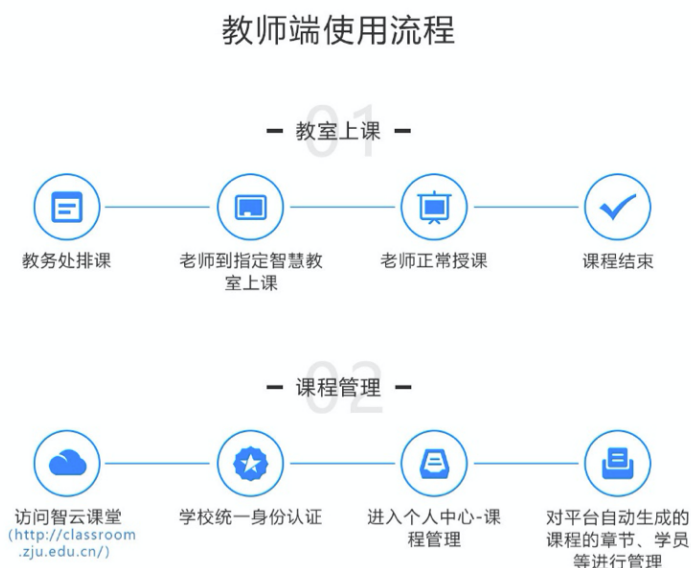 教师端使用流程
01
教室上课
教务处排课
老师到指定智慧教
室上课
老师正常授课
课程结束
02
课程管理
访问智云课堂
（http://classroom
.zju.edu.cn/）
学校统一身份认证
进入个人中心-课
程管理
对平台自动生成的
课程的章节、学员
等进行管理